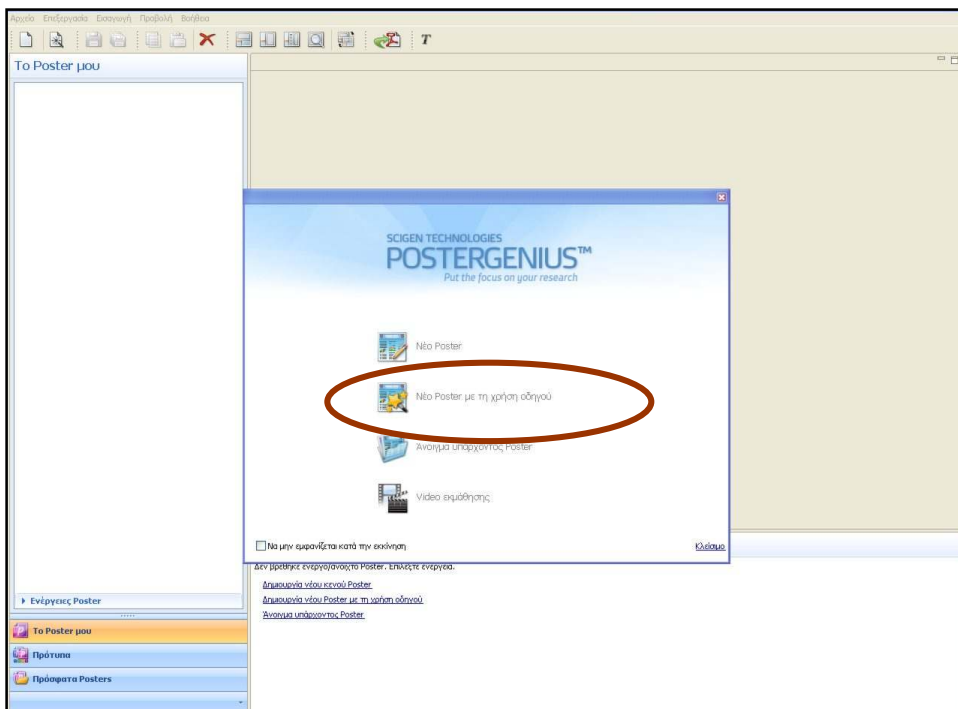 Αρχείο Επεξεργασία Εισαγωγή Προβολή Βοήθεια
T
Το Poster μου
SCIGEN TECHNOLOGIES
POSTERGENIUS™
Put the focus on your research
Νέο Poster
Νέο Poster με τη χρήση οδηγού
Άνοιγμα υπάρχοντος Poster
Video εκμάθησης
Να μην εμφανίζεται κατά την εκκίνηση
Κλείσιμο
Δεν βρέθηκε ενεργό/ανοιχτό Poster. Επιλέξτε ενέργεια.
Δημιουργία νέου κενού Poster
Δημιουργία νέου Poster με τη χρήση οδηγού
Άνοιγμα υπάρχοντος Poster
Ενέργειες Poster
Το Poster μου
Πρότυπα
Πρόσφατα Posters